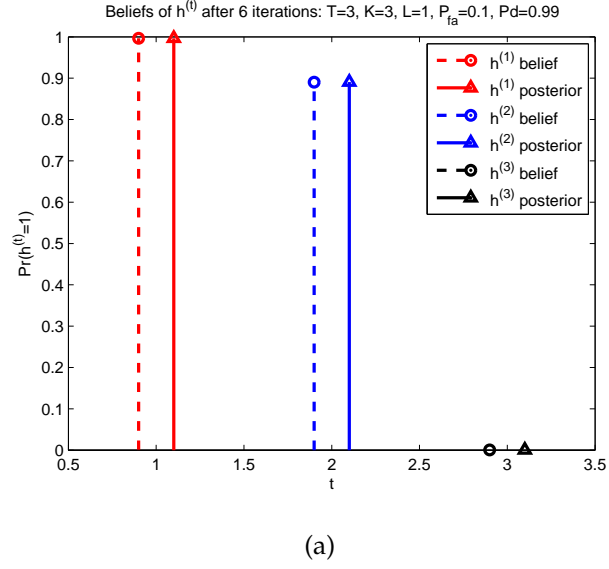 Beliefs of h^(t) after 6 iterations: T=3, K=3, L=1, P_fa=0.1, Pd=0.99
1
0.9
0.8
0.7
0.6
0.5
0.4
0.3
0.2
0.1
0
Pr(h^(t)=1)
h^(1) belief
h^(1) posterior
h^(2) belief
h^(2) posterior
h^(3) belief
h^(3) posterior
0.5 1 1.5 2 2.5 3 3.5
t
(a)